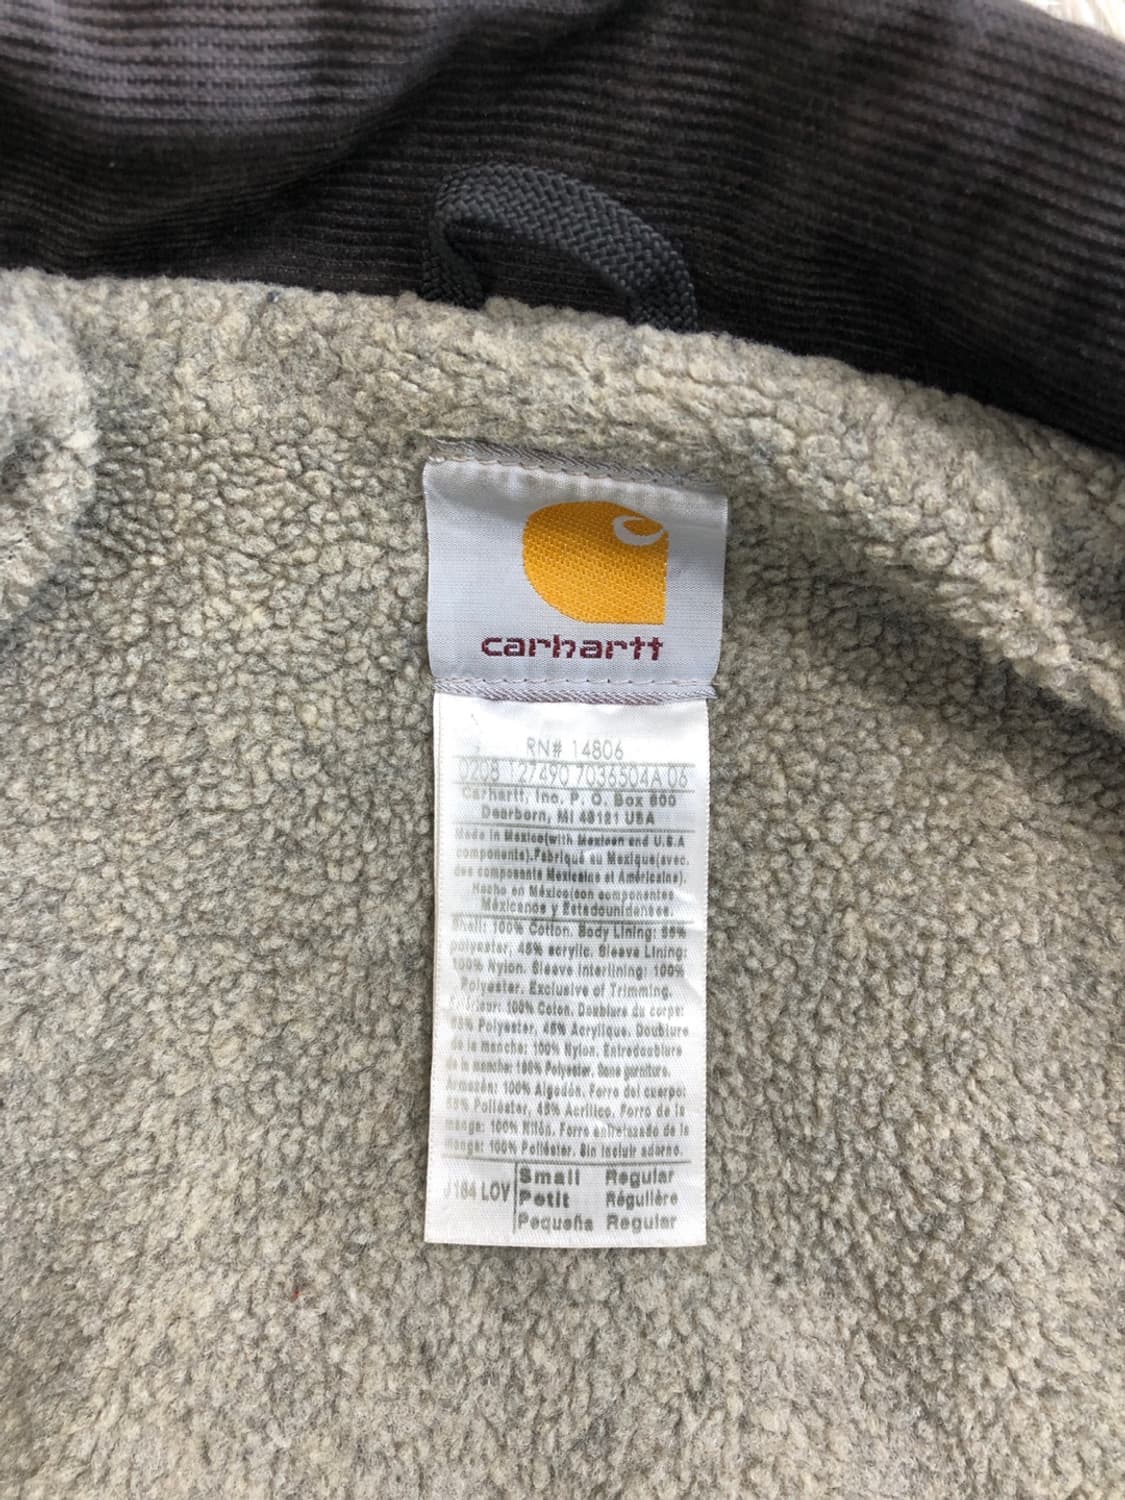 carhartt
RN# 14806
0208 127490 7036504A 06
Carhartt, Inc. P. O. Box 600
Dearborn, MI 48121 USA
Made in Mexico(with Mexican and U.S.A
components).Fabriqué au Mexique(avec.
des composants Mexicains et Américains).
Hecho en México(con componentes
Méxicanos y Estadounidenses.
Shell: 100% Cotton. Body Lining: 55%
polyester, 45% acrylic. Sleeve Lining:
100% Nylon. Sleeve Interlining: 100%
Polyester. Exclusive of Trimming.
Extérieur: 100% Coton. Doublure du corps:
55% Polyester, 45% Acrylique. Doublure
de la manche: 100% Nylon. Entredoublure
de la manche: 100% Polyester. Sans garniture.
Armazón: 100% Algodón. Forro del cuerpo:
55% Poliéster, 45% Acrílico. Forro de la
manga: 100% Nilón. Forro entrelazado de la
manga: 100% Poliéster. Sin incluir adorno.
J184 LOV
Small Regular
Petit Régulière
Pequeña Regular